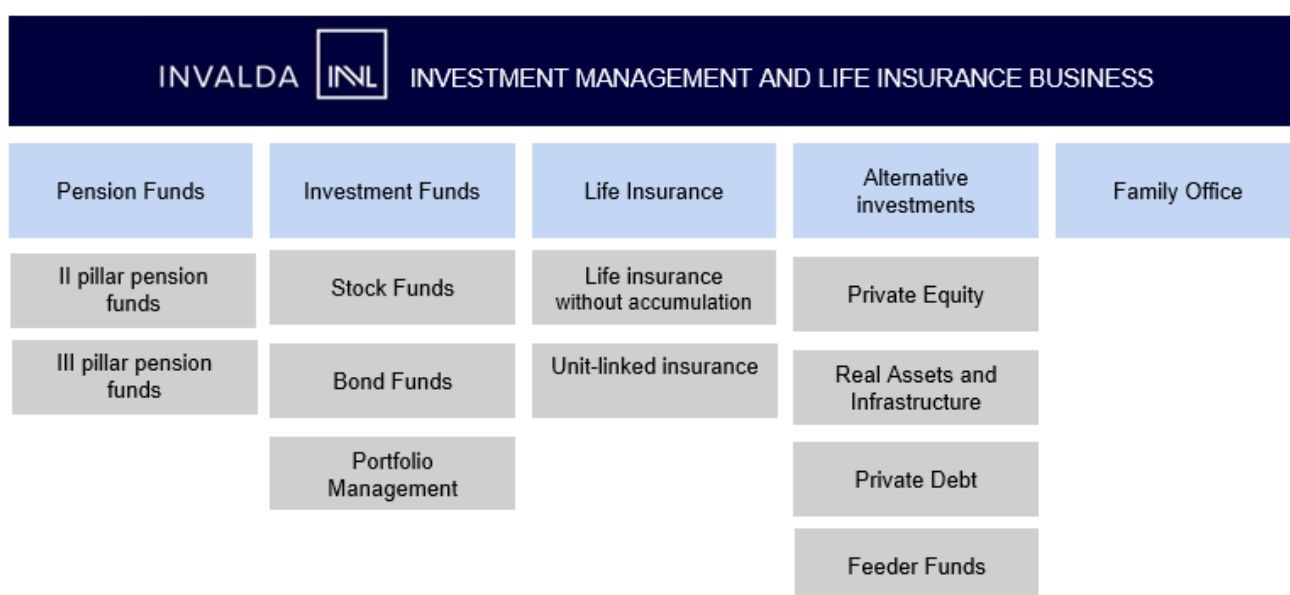 INVALDA INVL INVESTMENT MANAGEMENT AND LIFE INSURANCE BUSINESS
Pension Funds
Investment Funds
Life Insurance
Alternative
investments
Family Office
II pillar pension
funds
III pillar pension
funds
Stock Funds
Bond Funds
Portfolio
Management
Life insurance
without accumulation
Unit-linked insurance
Private Equity
Real Assets and
Infrastructure
Private Debt
Feeder Funds